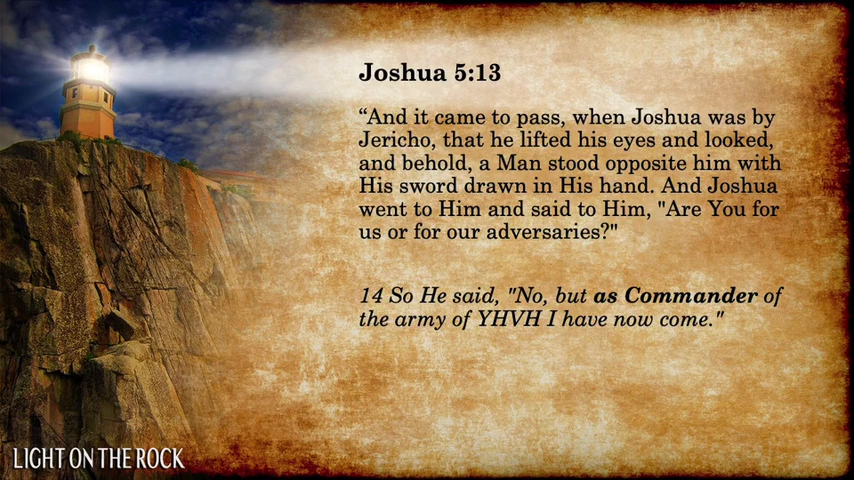 Joshua 5:13
“And it came to pass, when Joshua was by
Jericho, that he lifted his eyes and looked,
and behold, a Man stood opposite him with
His sword drawn in His hand. And Joshua
went to Him and said to Him, "Are You for
us or for our adversaries?"
14 So He said, "No, but as Commander of
the army of YHVH I have now come."
LIGHT ON THE ROCK